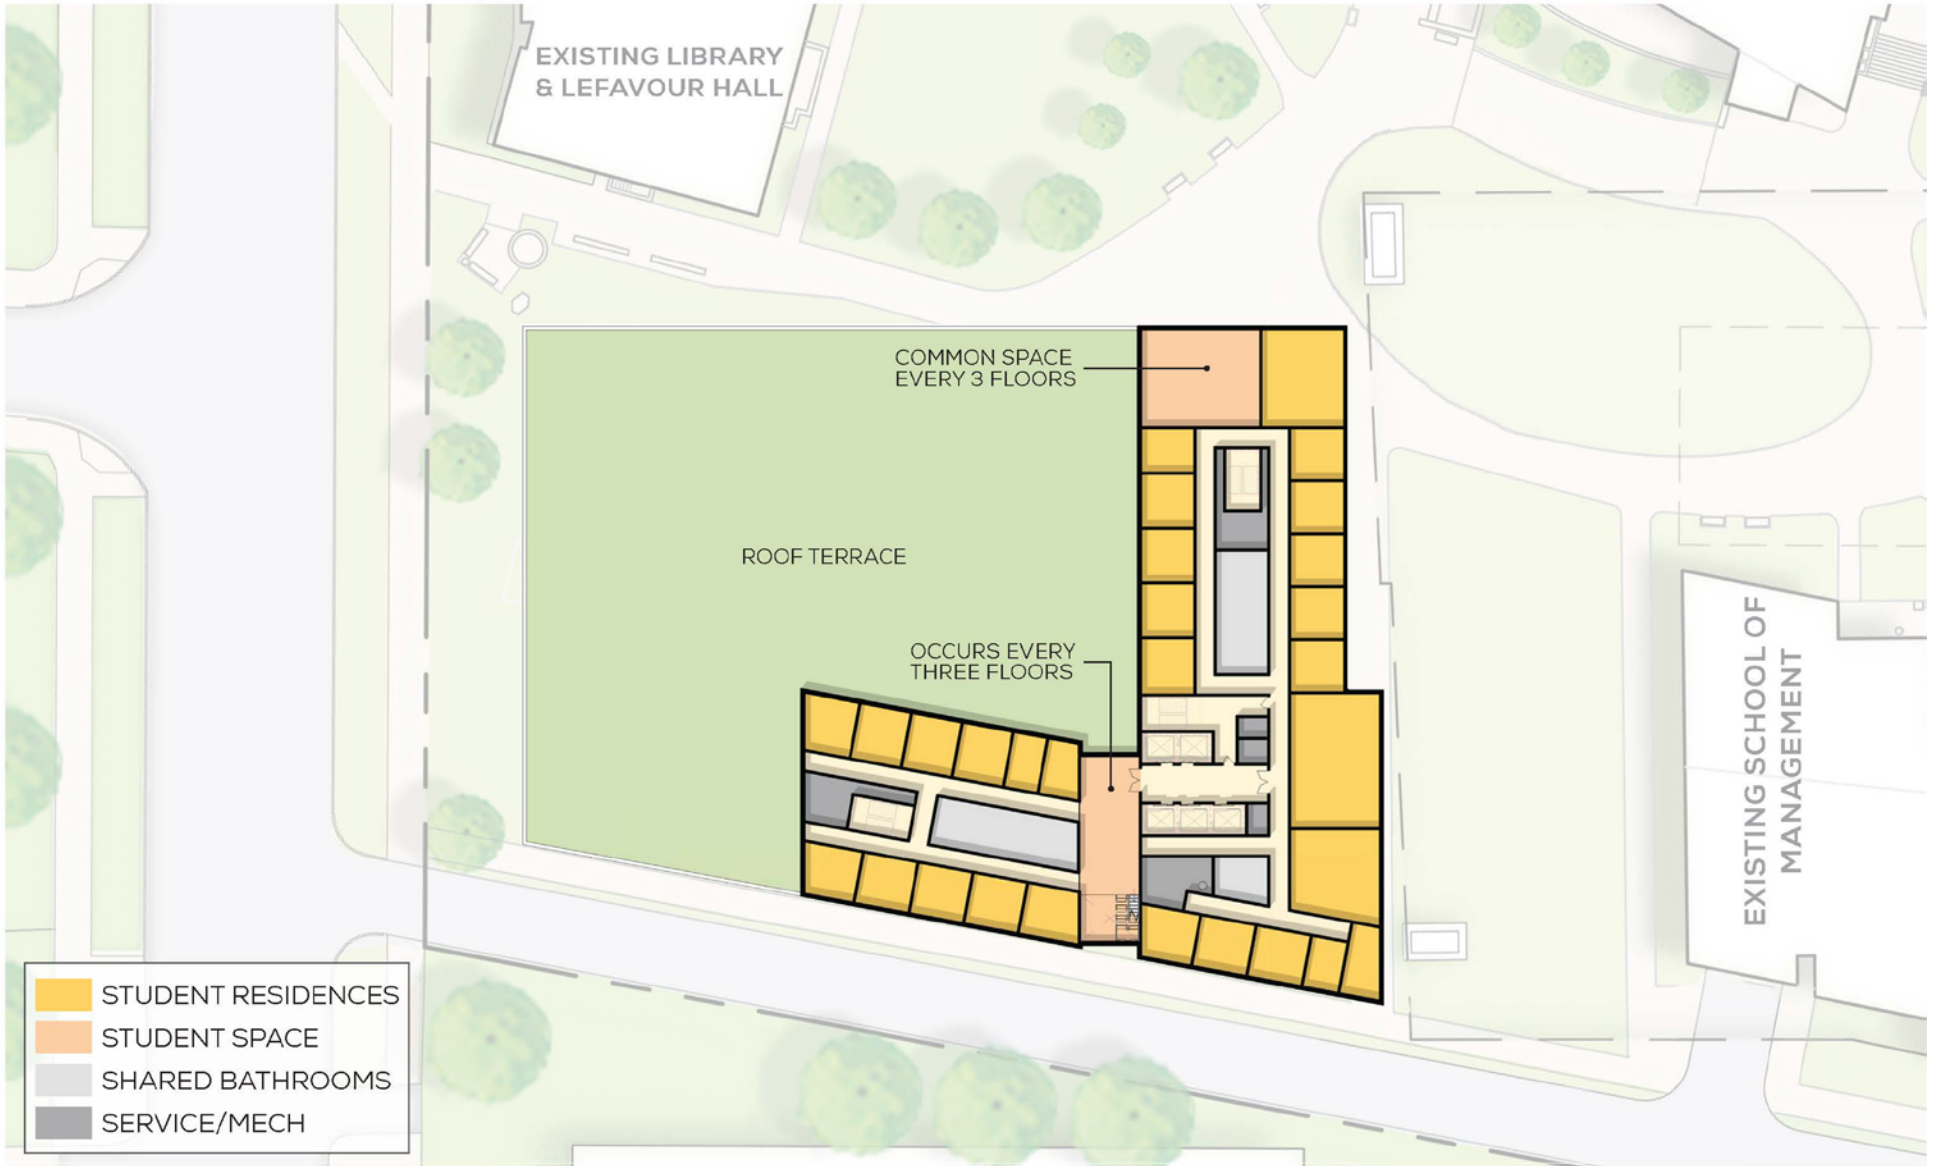 EXISTING LIBRARY
& LEFAVOUR HALL
COMMON SPACE
EVERY 3 FLOORS
ROOF TERRACE
OCCURS EVERY
THREE FLOORS
EXISTING SCHOOL OF
MANAGEMENT
STUDENT RESIDENCES
STUDENT SPACE
SHARED BATHROOMS
SERVICE/MECH